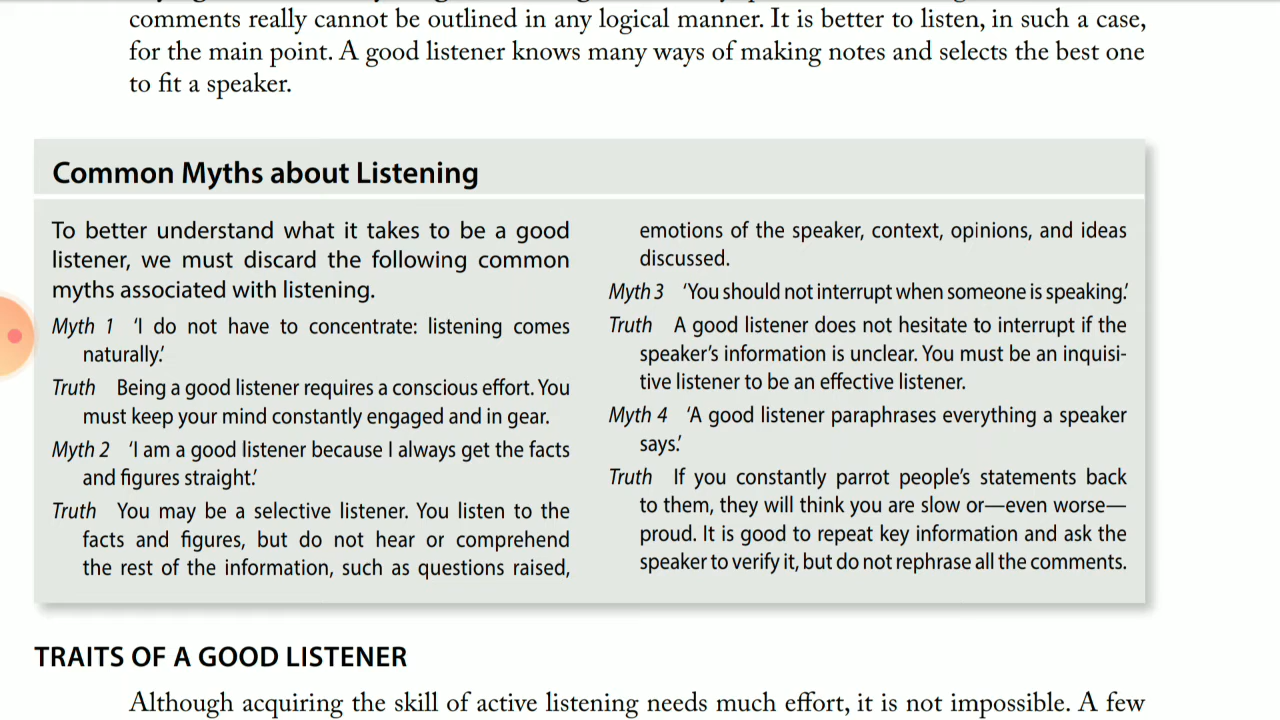 comments really cannot be outlined in any logical manner. It is better to listen, in such a case,
for the main point. A good listener knows many ways of making notes and selects the best one
to fit a speaker.
Common Myths about Listening
To better understand what it takes to be a good
listener, we must discard the following common
myths associated with listening.
Myth 1 ‘I do not have to concentrate: listening comes
naturally.’
Truth Being a good listener requires a conscious effort. You
must keep your mind constantly engaged and in gear.
Myth 2 ‘I am a good listener because I always get the facts
and figures straight.’
Truth You may be a selective listener. You listen to the
facts and figures, but do not hear or comprehend
the rest of the information, such as questions raised,
emotions of the speaker, context, opinions, and ideas
discussed.
Myth 3 ‘You should not interrupt when someone is speaking.’
Truth A good listener does not hesitate to interrupt if the
speaker’s information is unclear. You must be an inquisi-
tive listener to be an effective listener.
Myth 4 ‘A good listener paraphrases everything a speaker
says.’
Truth If you constantly parrot people’s statements back
to them, they will think you are slow or—even worse—
proud. It is good to repeat key information and ask the
speaker to verify it, but do not rephrase all the comments.
TRAITS OF A GOOD LISTENER
Although acquiring the skill of active listening needs much effort, it is not impossible. A few